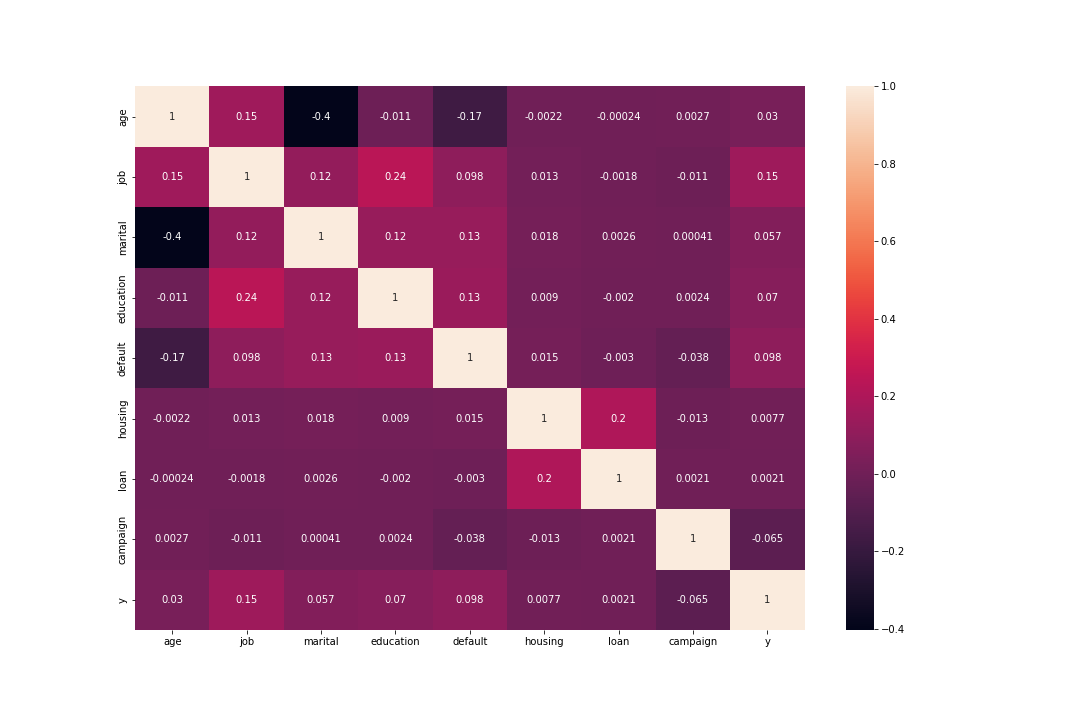 age 1 0.15 -0.4 -0.011 -0.17 -0.0022 -0.00024 0.0027 0.03
job 0.15 1 0.12 0.24 0.098 0.013 -0.0018 -0.011 0.15
marital -0.4 0.12 1 0.12 0.13 0.018 0.0026 0.00041 0.057
education -0.011 0.24 0.12 1 0.13 0.009 -0.002 0.0024 0.07
default -0.17 0.098 0.13 0.13 1 0.015 -0.003 -0.038 0.098
housing -0.0022 0.013 0.018 0.009 0.015 1 0.2 -0.013 0.0077
loan -0.00024 -0.0018 0.0026 -0.002 -0.003 0.2 1 0.0021 0.0021
campaign 0.0027 -0.011 0.00041 0.0024 -0.038 -0.013 0.0021 1 -0.065
y 0.03 0.15 0.057 0.07 0.098 0.0077 0.0021 -0.065 1
age job marital education default housing loan campaign y
1.0
0.8
0.6
0.4
0.2
0.0
−0.2
−0.4